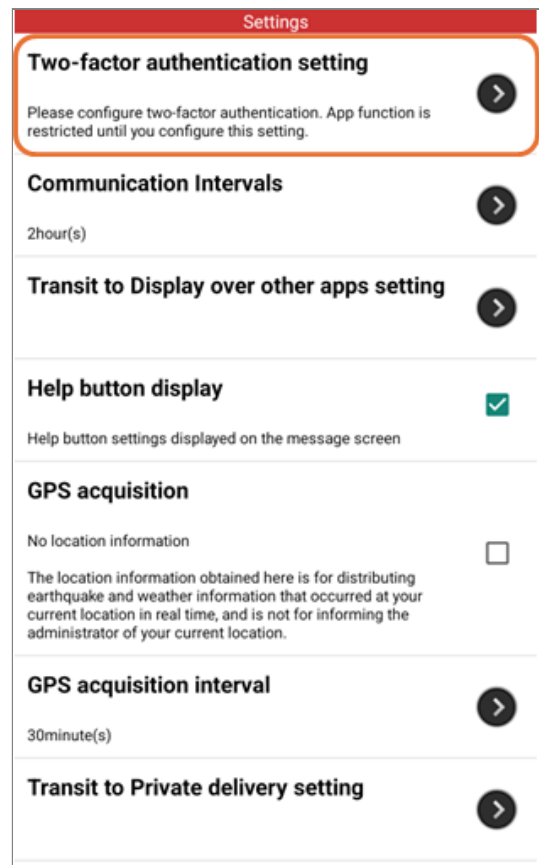 Settings
Two-factor authentication setting
Please configure two-factor authentication. App function is
restricted until you configure this setting.
Communication Intervals
2hour(s)
Transit to Display over other apps setting
Help button display
Help button settings displayed on the message screen
GPS acquisition
No location information
The location information obtained here is for distributing
earthquake and weather information that occurred at your
current location in real time, and is not for informing the
administrator of your current location.
GPS acquisition interval
30minute(s)
Transit to Private delivery setting